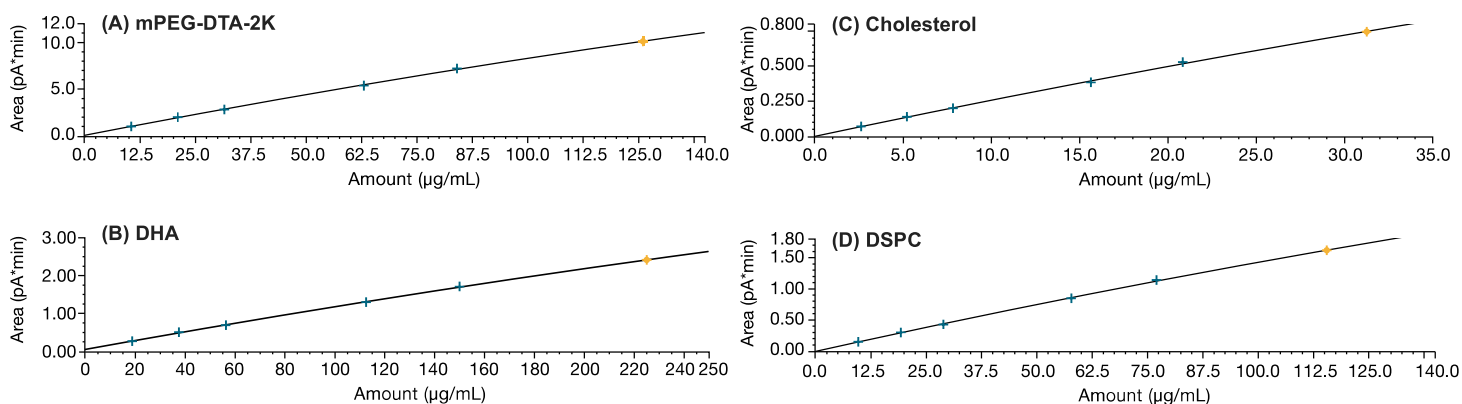 (A) mPEG-DTA-2K
Area (pA*min)
12.0
10.0
5.0
0.0
0.0 12.5 25.0 37.5 50.0 62.5 75.0 87.5 100.0 112.5 125.0 140.0
Amount (µg/mL)
(C) Cholesterol
Area (pA*min)
0.800
0.500
0.250
0.000
0.0 5.0 10.0 15.0 20.0 25.0 30.0 35.0
Amount (µg/mL)
(B) DHA
Area (pA*min)
3.00
2.00
1.00
0.00
0 20 40 60 80 100 120 140 160 180 200 220 240 250
Amount (µg/mL)
(D) DSPC
Area (pA*min)
1.80
1.50
1.00
0.50
0.00
0.0 12.5 25.0 37.5 50.0 62.5 75.0 87.5 100.0 112.5 125.0 140.0
Amount (µg/mL)